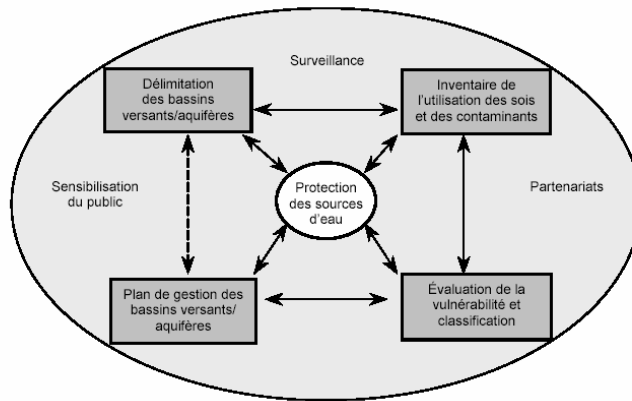 Surveillance
Délimitation
des bassins
versants/aquifères
Inventaire de
l'utilisation des sois
et des contaminants
Sensibilisation
du public
Protection
des sources
d'eau
Partenariats
Plan de gestion des
bassins versants/
aquifères
Évaluation de la
vulnérabilité et
classification